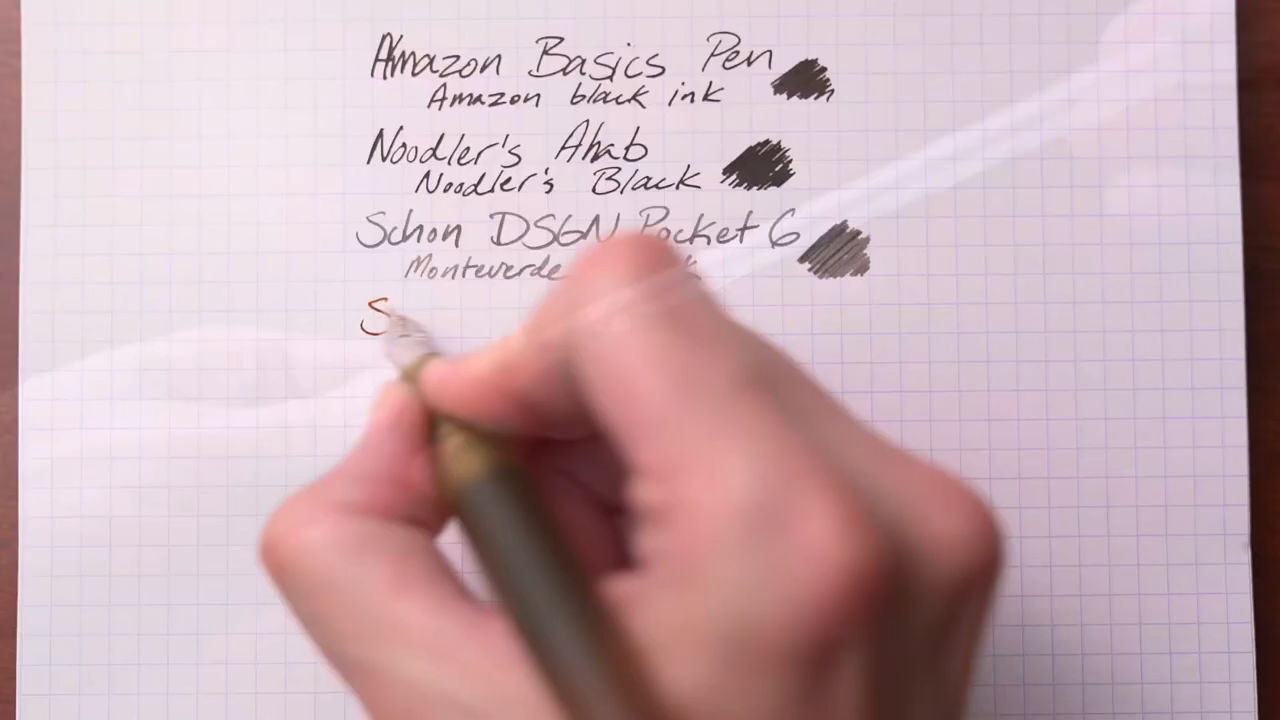 Amazon Basics Pen
Amazon black ink
Noodler's Ahab
Noodler's Black
Schon DSGN Pocket 6
Monteverde
S